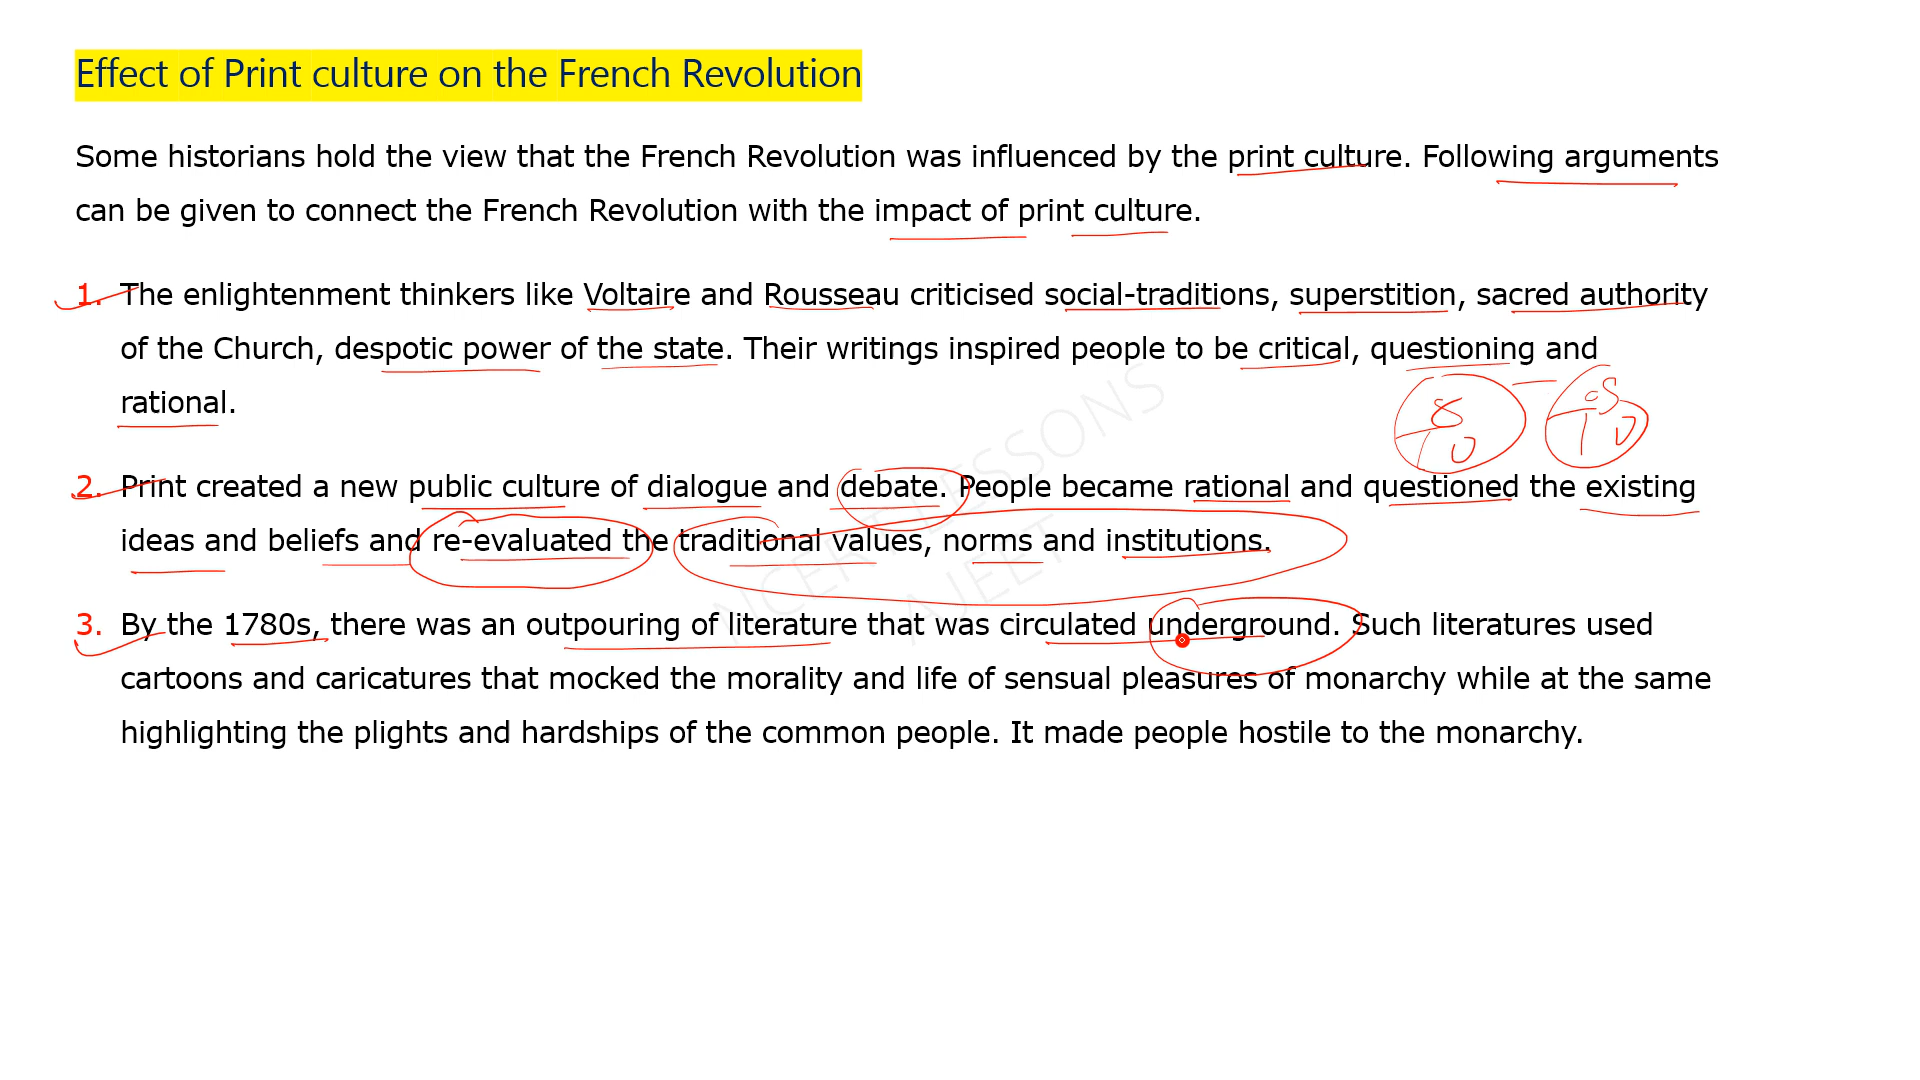 Effect of Print culture on the French Revolution
Some historians hold the view that the French Revolution was influenced by the print culture. Following arguments
can be given to connect the French Revolution with the impact of print culture.
1. The enlightenment thinkers like Voltaire and Rousseau criticised social-traditions, superstition, sacred authority
of the Church, despotic power of the state. Their writings inspired people to be critical, questioning and
rational.
2. Print created a new public culture of dialogue and debate. People became rational and questioned the existing
ideas and beliefs and re-evaluated the traditional values, norms and institutions.
3. By the 1780s, there was an outpouring of literature that was circulated underground. Such literatures used
cartoons and caricatures that mocked the morality and life of sensual pleasures of monarchy while at the same
highlighting the plights and hardships of the common people. It made people hostile to the monarchy.
NCERT LESSONS
AJEET